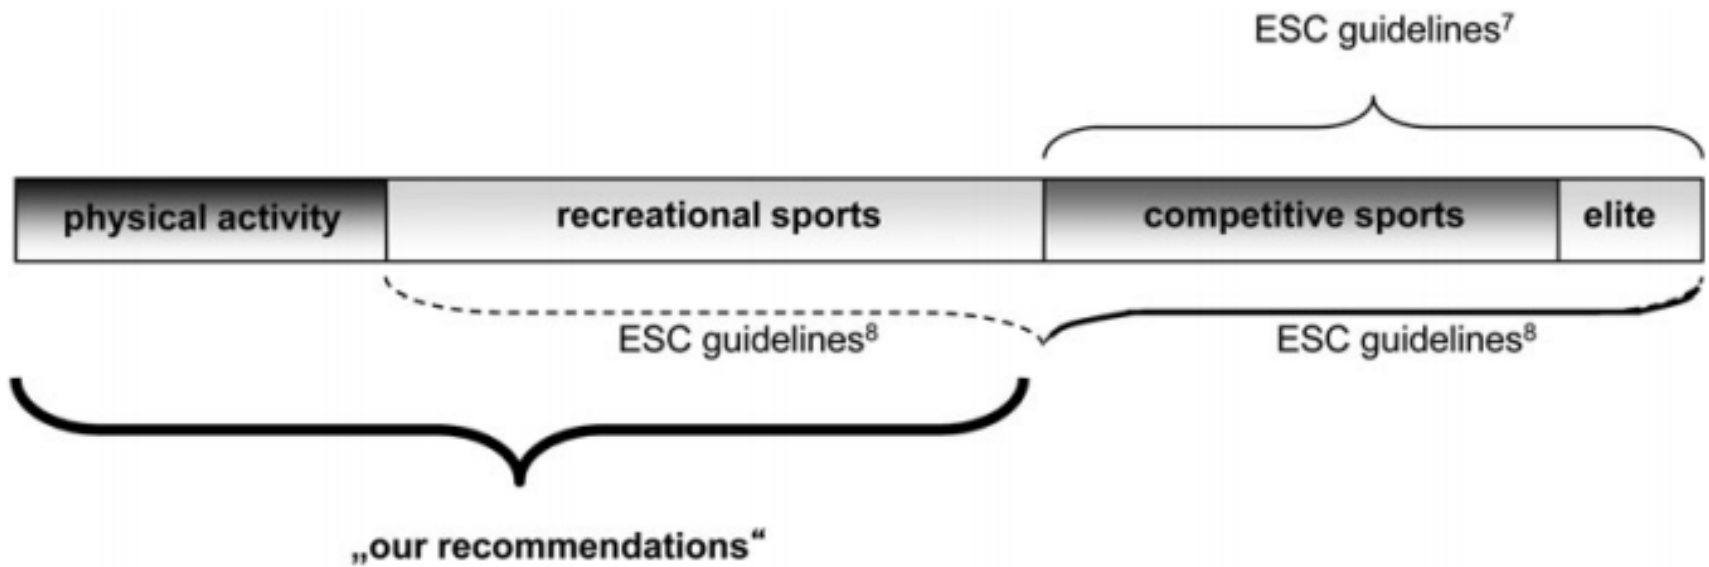 ESC guidelines⁷
physical activity recreational sports competitive sports elite
ESC guidelines⁸ ESC guidelines⁸
„our recommendations“